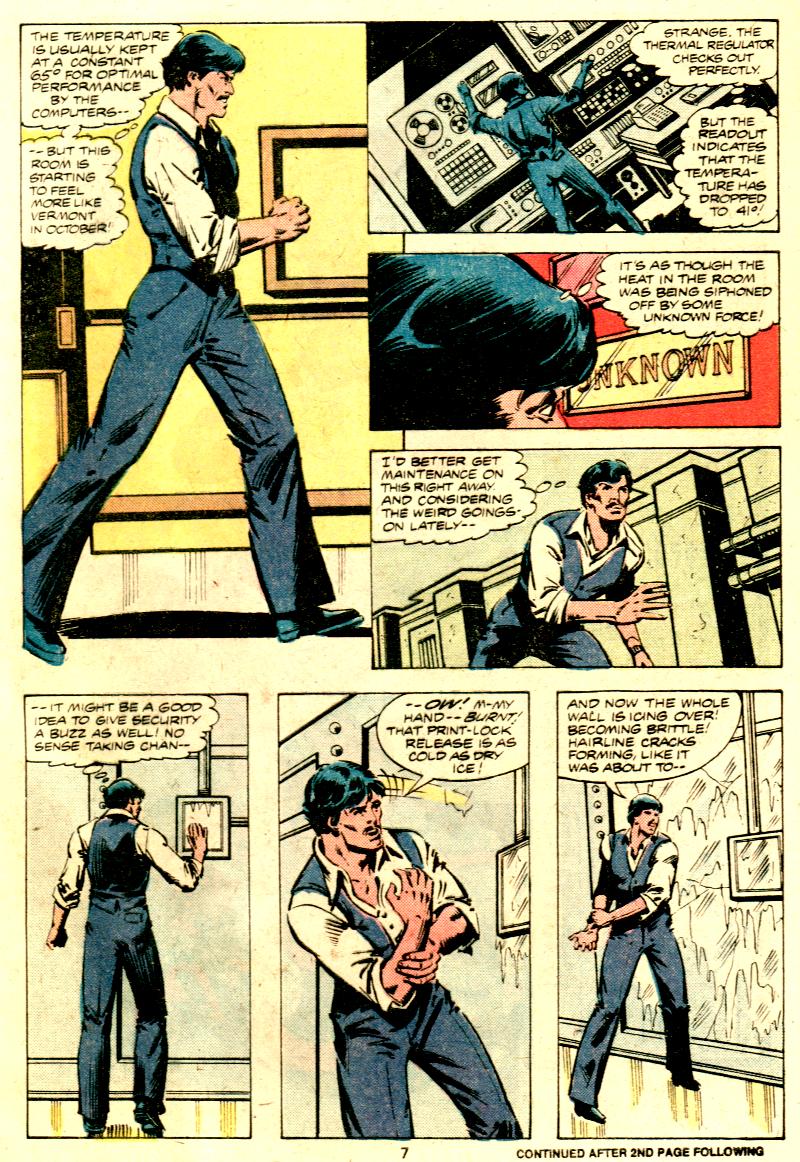 THE TEMPERATURE
IS USUALLY KEPT
AT A CONSTANT
65° FOR OPTIMAL
PERFORMANCE
BY THE
COMPUTERS--
-- BUT THIS
ROOM IS
STARTING
TO FEEL
MORE LIKE
VERMONT
IN OCTOBER!
STRANGE. THE
THERMAL REGULATOR
CHECKS OUT
PERFECTLY.
BUT THE
READOUT
INDICATES
THAT THE
TEMPERA-
TURE HAS
DROPPED
TO 41°!
IT'S AS THOUGH THE
HEAT IN THE ROOM
WAS BEING SIPHONED
OFF BY SOME
UNKNOWN FORCE!
UNKNOWN
I'D BETTER GET
MAINTENANCE ON
THIS RIGHT AWAY.
AND CONSIDERING
THE WEIRD GOINGS-
ON LATELY--
-- IT MIGHT BE A GOOD
IDEA TO GIVE SECURITY
A BUZZ AS WELL! NO
SENSE TAKING CHAN--
--OW! M-MY
HAND-- BURNT!
THAT PRINT-LOCK
RELEASE IS AS
COLD AS DRY
ICE!
AND NOW THE WHOLE
WALL IS ICING OVER!
BECOMING BRITTLE!
HAIRLINE CRACKS
FORMING, LIKE IT
WAS ABOUT TO--
7
CONTINUED AFTER 2ND PAGE FOLLOWING